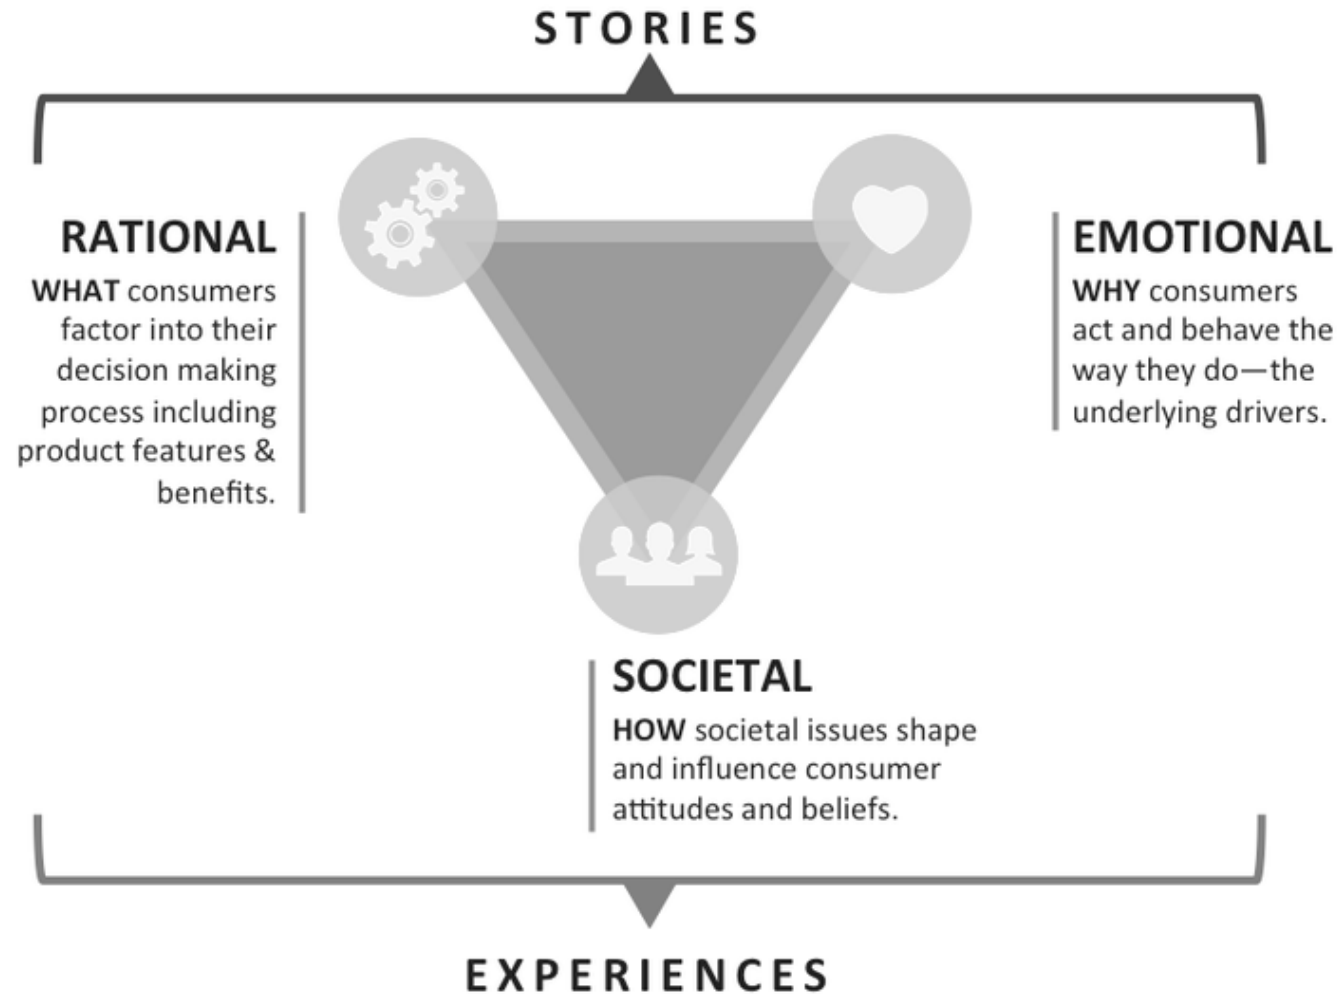 STORIES
RATIONAL
WHAT consumers
factor into their
decision making
process including
product features &
benefits.
EMOTIONAL
WHY consumers
act and behave the
way they do—the
underlying drivers.
SOCIETAL
HOW societal issues shape
and influence consumer
attitudes and beliefs.
EXPERIENCES